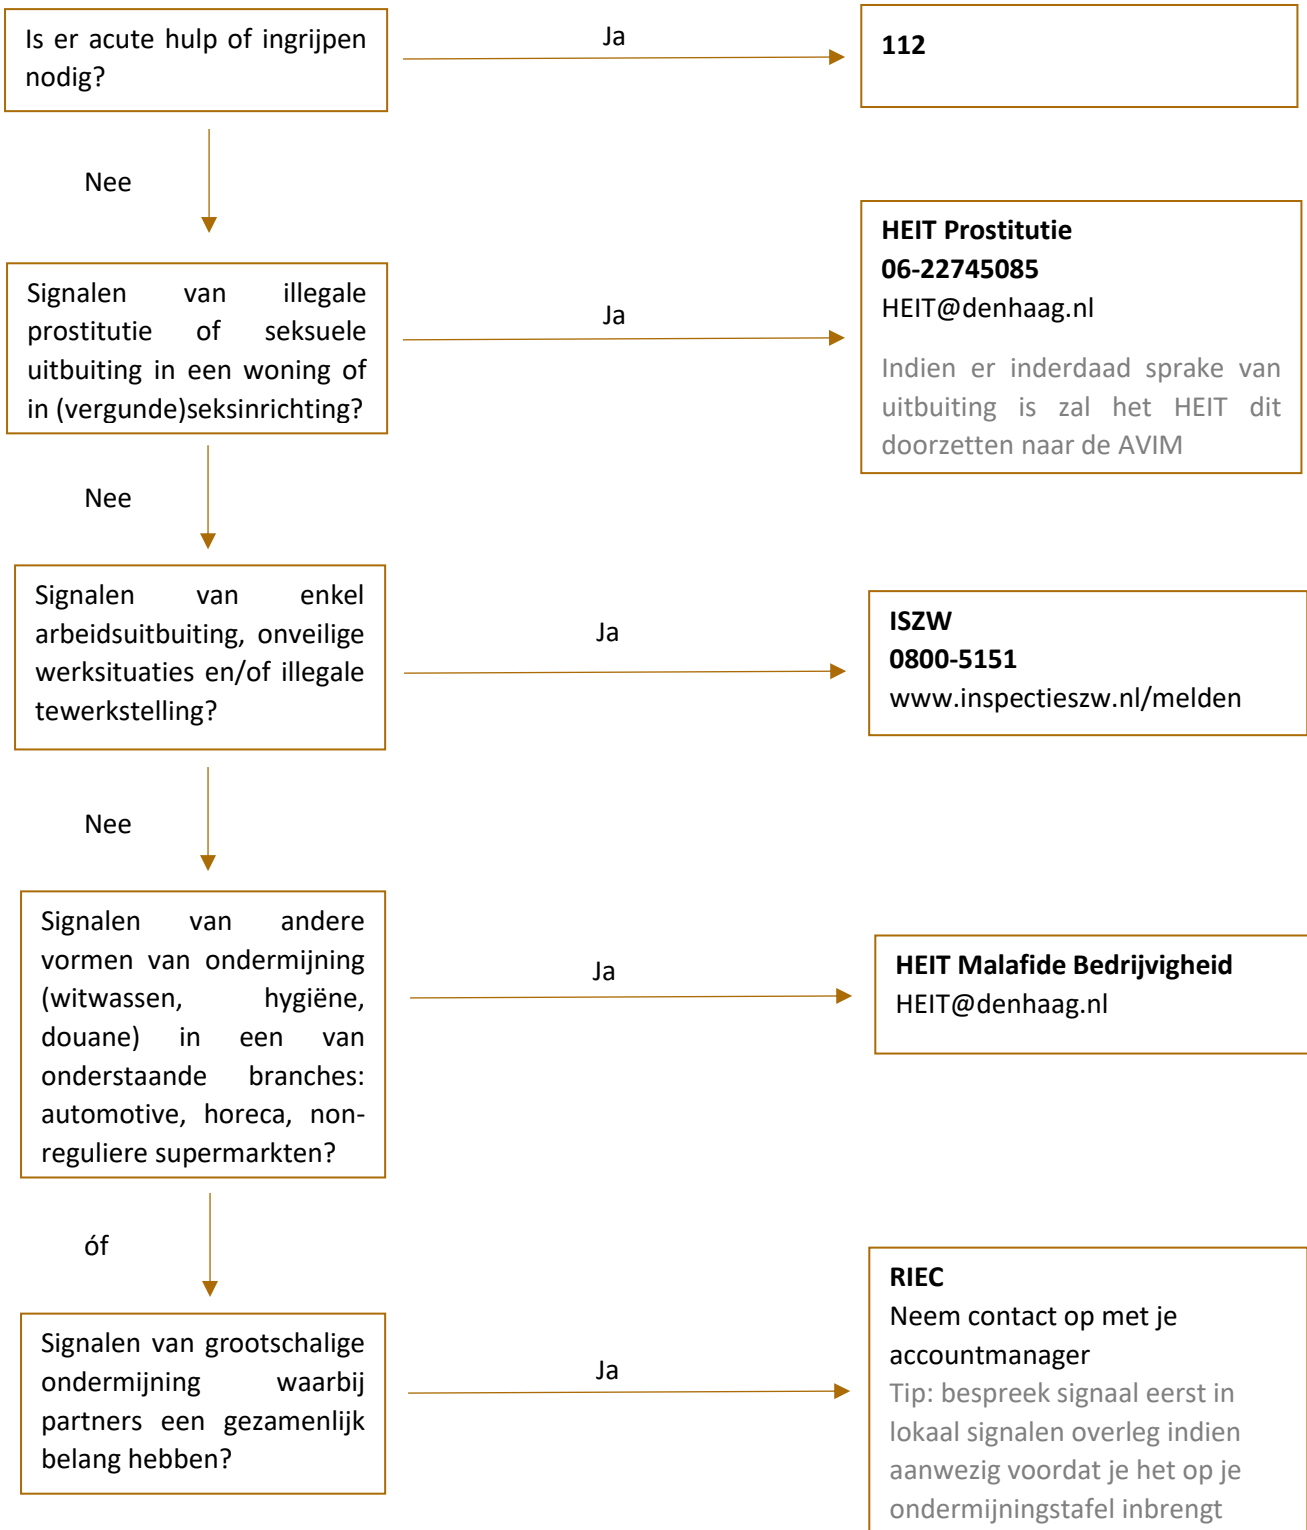 Is er acute hulp of ingrijpen
nodig?
Ja
112
Nee
Signalen van illegale
prostitutie of seksuele
uitbuiting in een woning of
in (vergunde)seksinrichting?
Ja
HEIT Prostitutie
06-22745085
HEIT@denhaag.nl
Indien er inderdaad sprake van
uitbuiting is zal het HEIT dit
doorzetten naar de AVIM
Nee
Signalen van enkel
arbeidsuitbuiting, onveilige
werksituaties en/of illegale
tewerkstelling?
Ja
ISZW
0800-5151
www.inspectieszw.nl/melden
Nee
Signalen van andere
vormen van ondermijning
(witwassen, hygiëne,
douane) in een van
onderstaande branches:
automotive, horeca, non-
reguliere supermarkten?
Ja
HEIT Malafide Bedrijvigheid
HEIT@denhaag.nl
óf
Signalen van grootschalige
ondermijning waarbij
partners een gezamenlijk
belang hebben?
Ja
RIEC
Neem contact op met je
accountmanager
Tip: bespreek signaal eerst in
lokaal signalen overleg indien
aanwezig voordat je het op je
ondermijningstafel inbrengt